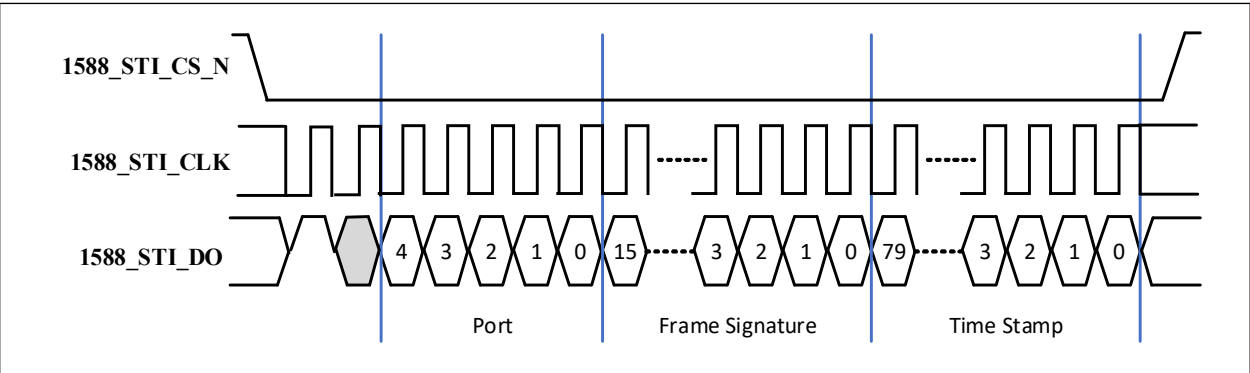 1588_STI_CS_N
1588_STI_CLK
1588_STI_DO
4 3 2 1 0 15 3 2 1 0 79 3 2 1 0
Port Frame Signature Time Stamp